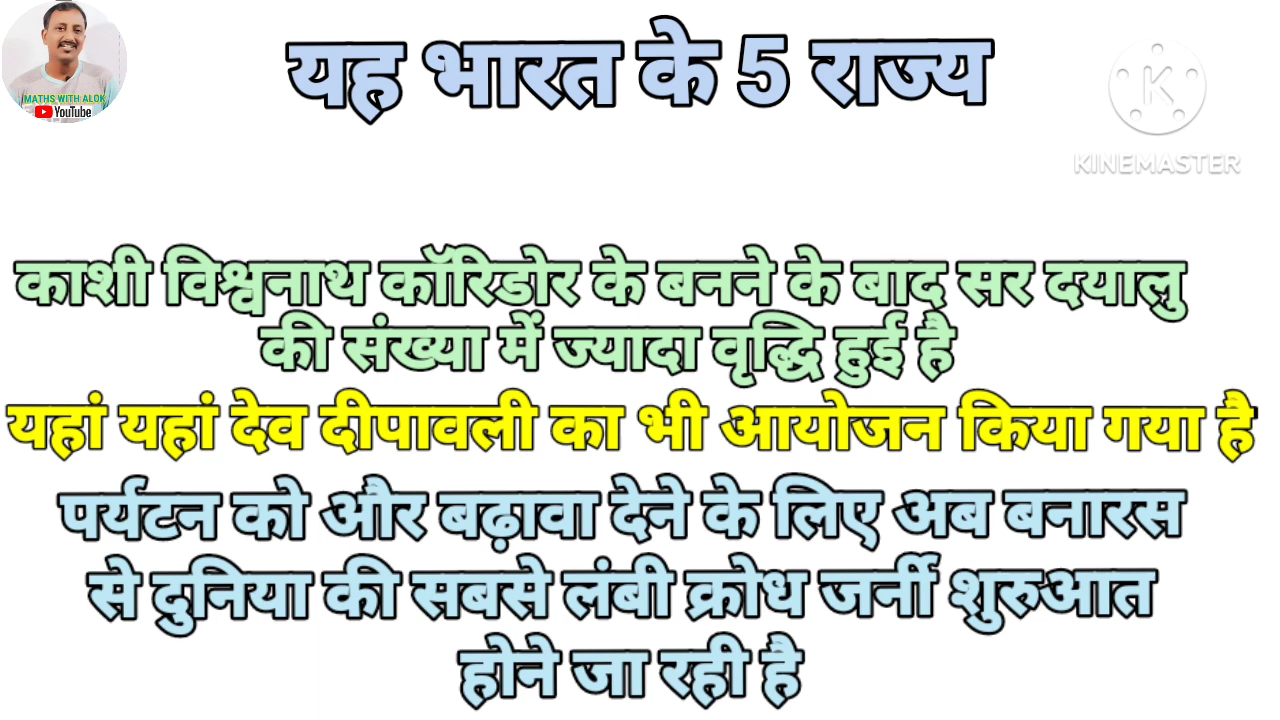 यह भारत के 5 राज्य
MATHS WITH ALOK
YouTube
K
KINEMASTER
काशी विश्वनाथ कॉरिडोर के बनने के बाद सर दयालु
की संख्या में ज्यादा वृद्धि हुई है
यहां यहां देव दीपावली का भी आयोजन किया गया है
पर्यटन को और बढ़ावा देने के लिए अब बनारस
से दुनिया की सबसे लंबी क्रोध जर्नी शुरुआत
होने जा रही है